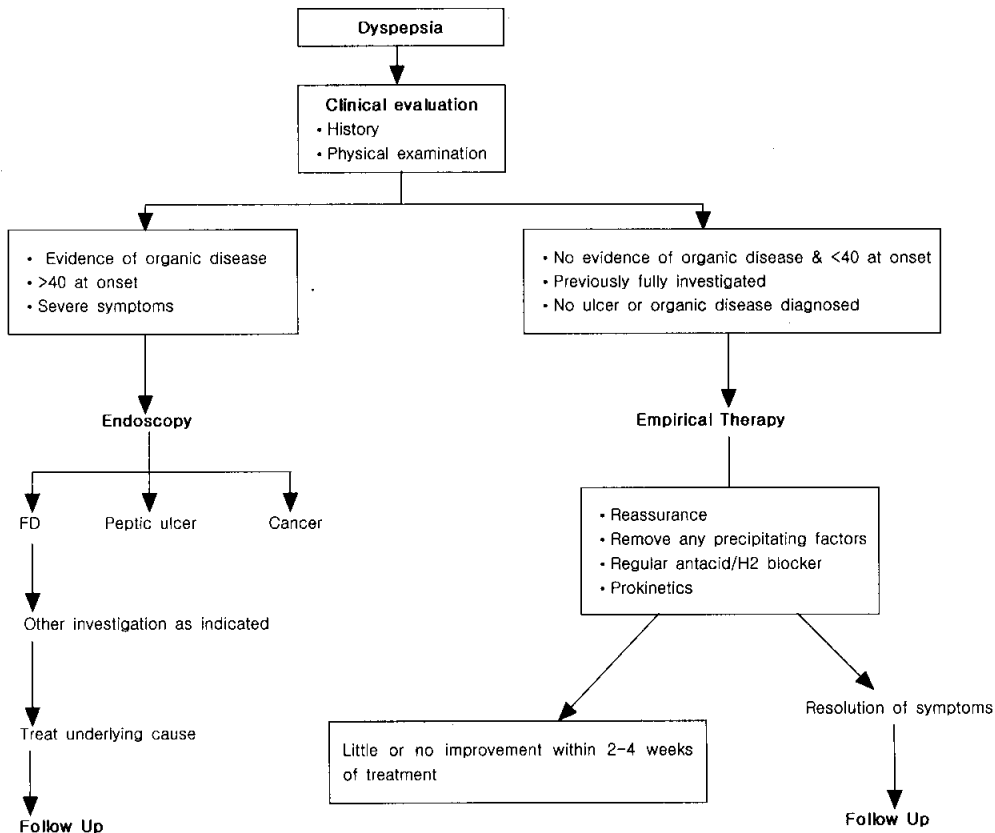 Dyspepsia
Clinical evaluation
• History
• Physical examination
• Evidence of organic disease
• >40 at onset
• Severe symptoms
• No evidence of organic disease & <40 at onset
• Previously fully investigated
• No ulcer or organic disease diagnosed
Endoscopy
Empirical Therapy
FD
Peptic ulcer
Cancer
• Reassurance
• Remove any precipitating factors
• Regular antacid/H2 blocker
• Prokinetics
Other investigation as indicated
Treat underlying cause
Follow Up
Little or no improvement within 2-4 weeks
of treatment
Resolution of symptoms
Follow Up